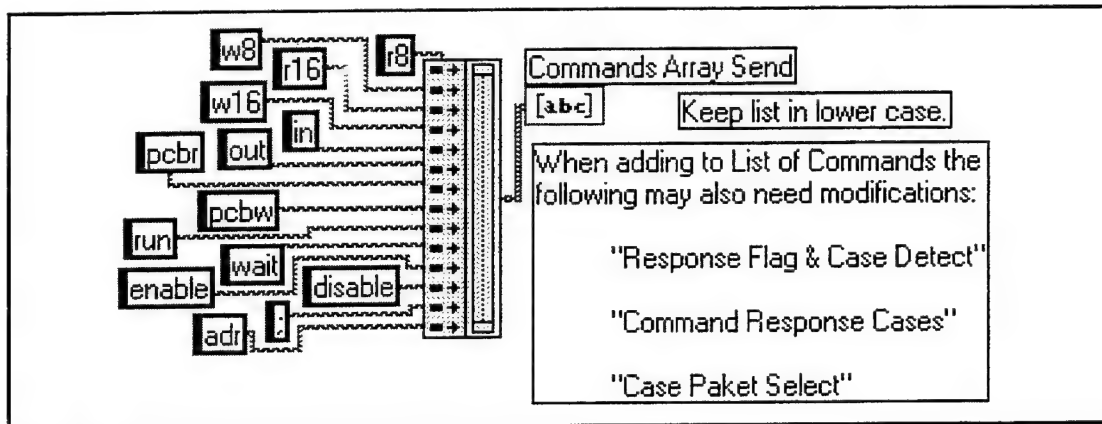 w8
r8
r16
w16
in
pcbr
out
pcbw
run
wait
enable
disable
;
adr
Commands Array Send
[abc]
Keep list in lower case.
When adding to List of Commands the
following may also need modifications:
"Response Flag & Case Detect"
"Command Response Cases"
"Case Paket Select"